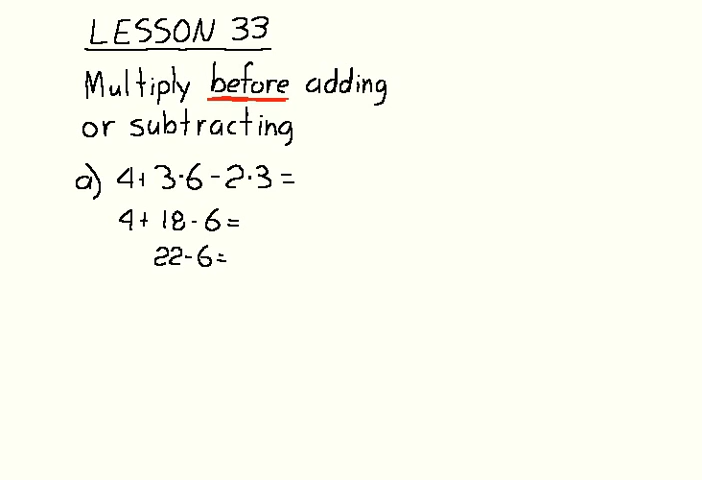 LESSON 33
Multiply before adding
or subtracting
a) 4+3·6-2·3=
4+18-6=
22-6=